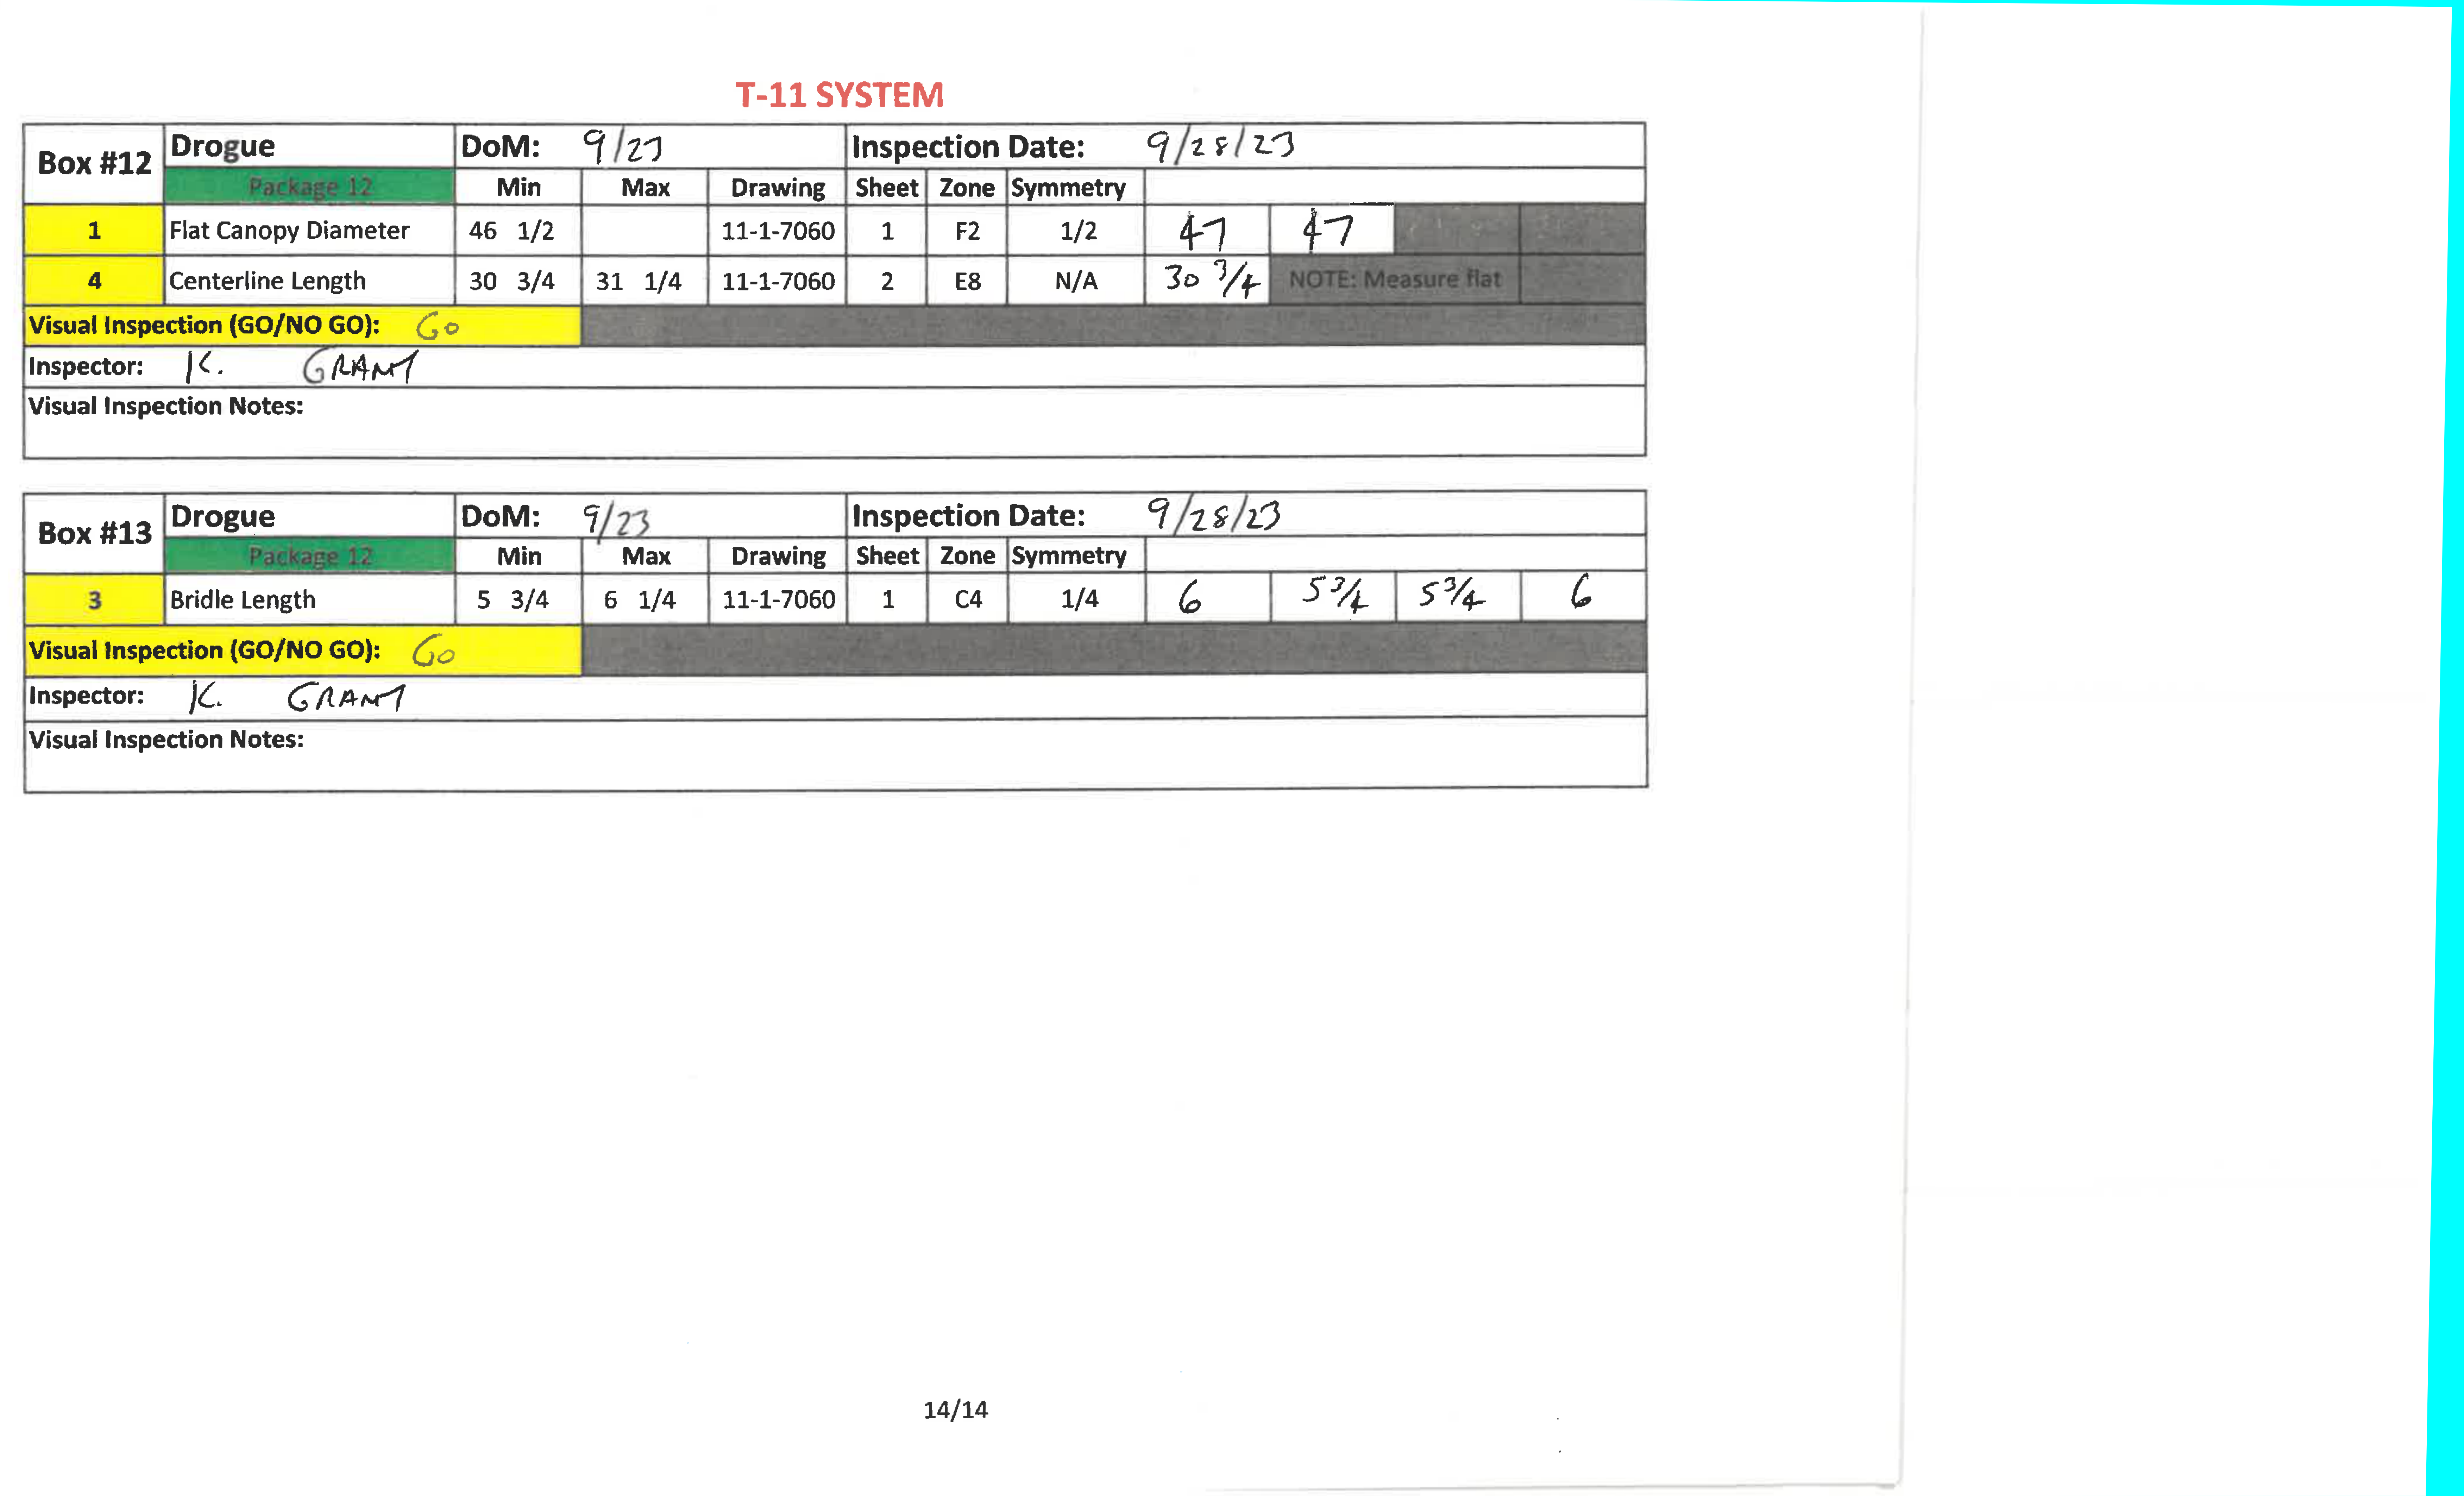 T-11 SYSTEM
Box #12 Drogue DoM: 9/23 Inspection Date: 9/28/23
Package 12 Min Max Drawing Sheet Zone Symmetry
1 Flat Canopy Diameter 46 1/2 11-1-7060 1 F2 1/2 47 47
4 Centerline Length 30 3/4 31 1/4 11-1-7060 2 E8 N/A 30 3/4 NOTE: Measure flat
Visual Inspection (GO/NO GO): GO
Inspector: K. GRANT
Visual Inspection Notes:
Box #13 Drogue DoM: 9/23 Inspection Date: 9/28/23
Package 12 Min Max Drawing Sheet Zone Symmetry
3 Bridle Length 5 3/4 6 1/4 11-1-7060 1 C4 1/4 6 5 3/4 5 3/4 6
Visual Inspection (GO/NO GO): GO
Inspector: K. GRANT
Visual Inspection Notes:
14/14